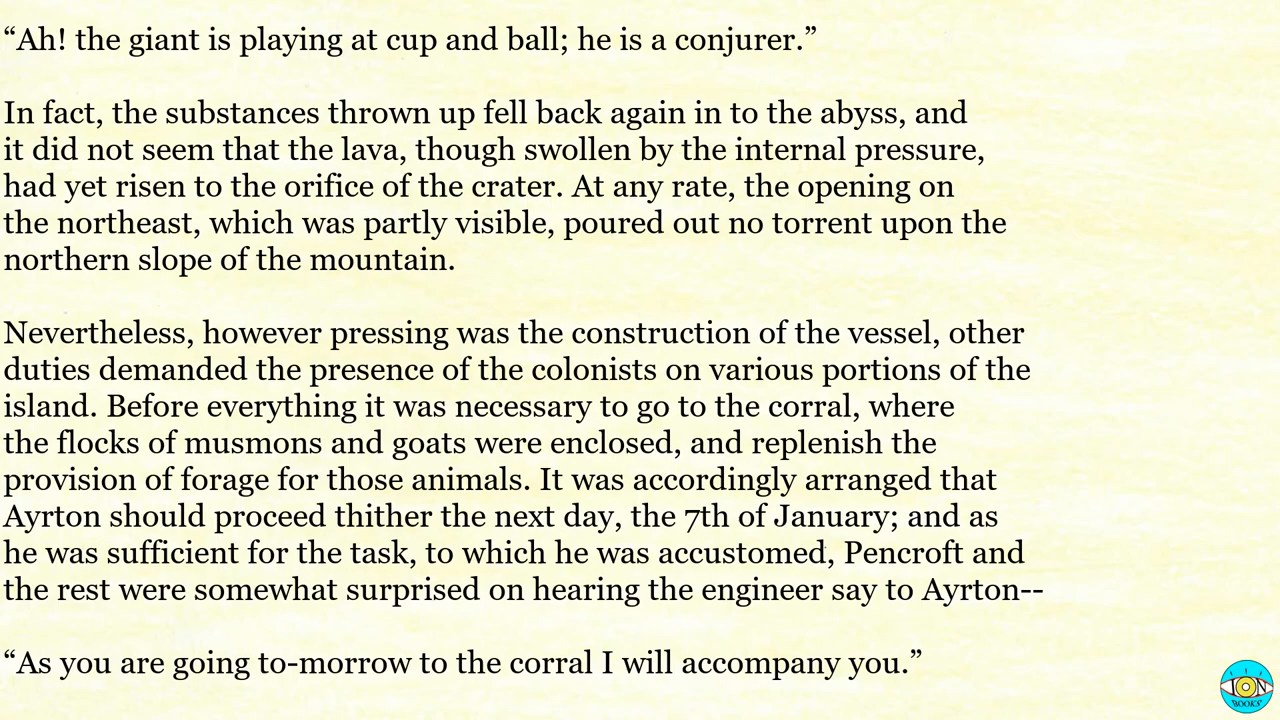 “Ah! the giant is playing at cup and ball; he is a conjurer.”
In fact, the substances thrown up fell back again in to the abyss, and
it did not seem that the lava, though swollen by the internal pressure,
had yet risen to the orifice of the crater. At any rate, the opening on
the northeast, which was partly visible, poured out no torrent upon the
northern slope of the mountain.
Nevertheless, however pressing was the construction of the vessel, other
duties demanded the presence of the colonists on various portions of the
island. Before everything it was necessary to go to the corral, where
the flocks of musmons and goats were enclosed, and replenish the
provision of forage for those animals. It was accordingly arranged that
Ayrton should proceed thither the next day, the 7th of January; and as
he was sufficient for the task, to which he was accustomed, Pencroft and
the rest were somewhat surprised on hearing the engineer say to Ayrton--
“As you are going to-morrow to the corral I will accompany you.”
ION
BOOKS